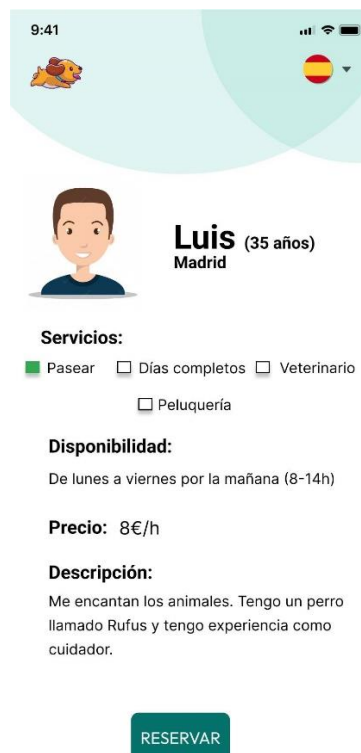 9:41
Luis (35 años)
Madrid
Servicios:
Pasear Días completos Veterinario
Peluquería
Disponibilidad:
De lunes a viernes por la mañana (8-14h)
Precio: 8€/h
Descripción:
Me encantan los animales. Tengo un perro
llamado Rufus y tengo experiencia como
cuidador.
RESERVAR